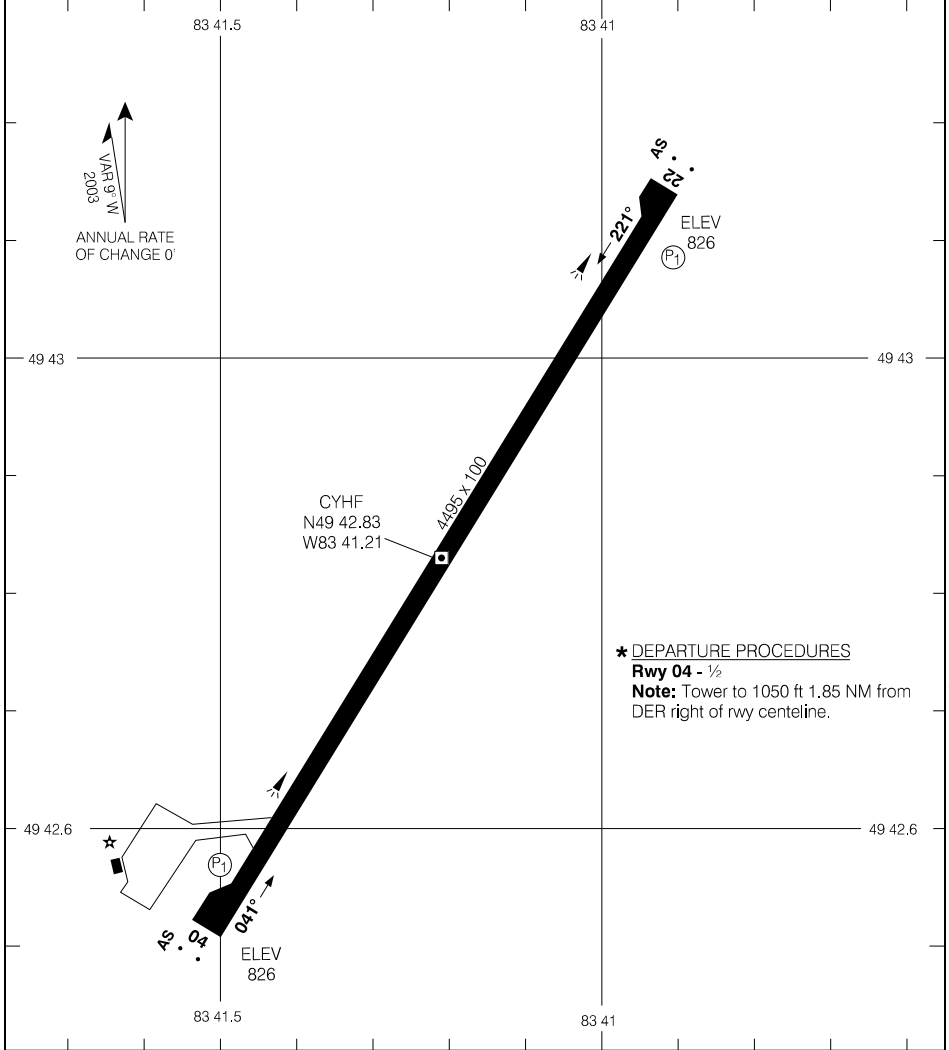 83 41.5
83 41
VAR 9° W
2003
ANNUAL RATE
OF CHANGE 0'
AS
22
221°
ELEV
826
P1
49 43
49 43
4495 x 100
CYHF
N49 42.83
W83 41.21
* DEPARTURE PROCEDURES
Rwy 04 - ½
Note: Tower to 1050 ft 1.85 NM from
DER right of rwy centeline.
49 42.6
49 42.6
P1
041°
04
AS
ELEV
826
83 41.5
83 41